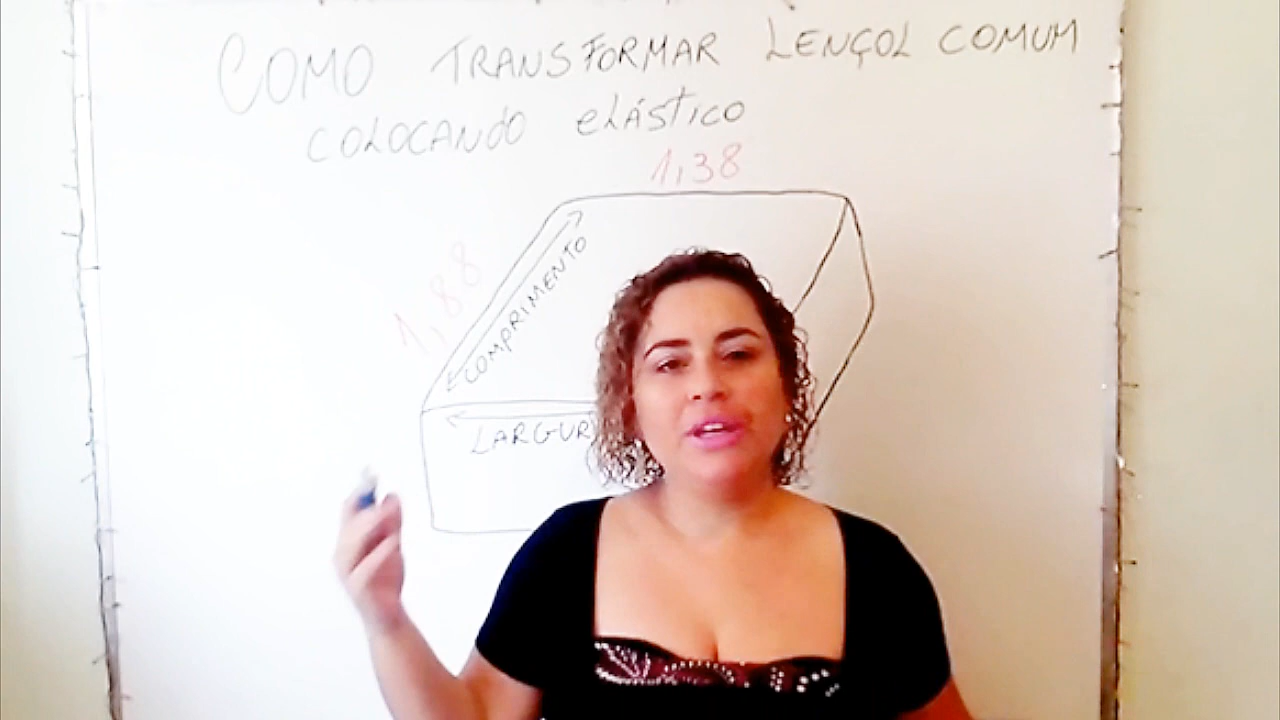 COMO TRANSFORMAR LENÇOL COMUM
COLOCANDO eLÁSTICO
1,38
1,88
COMPRIMENTO
LARGUR